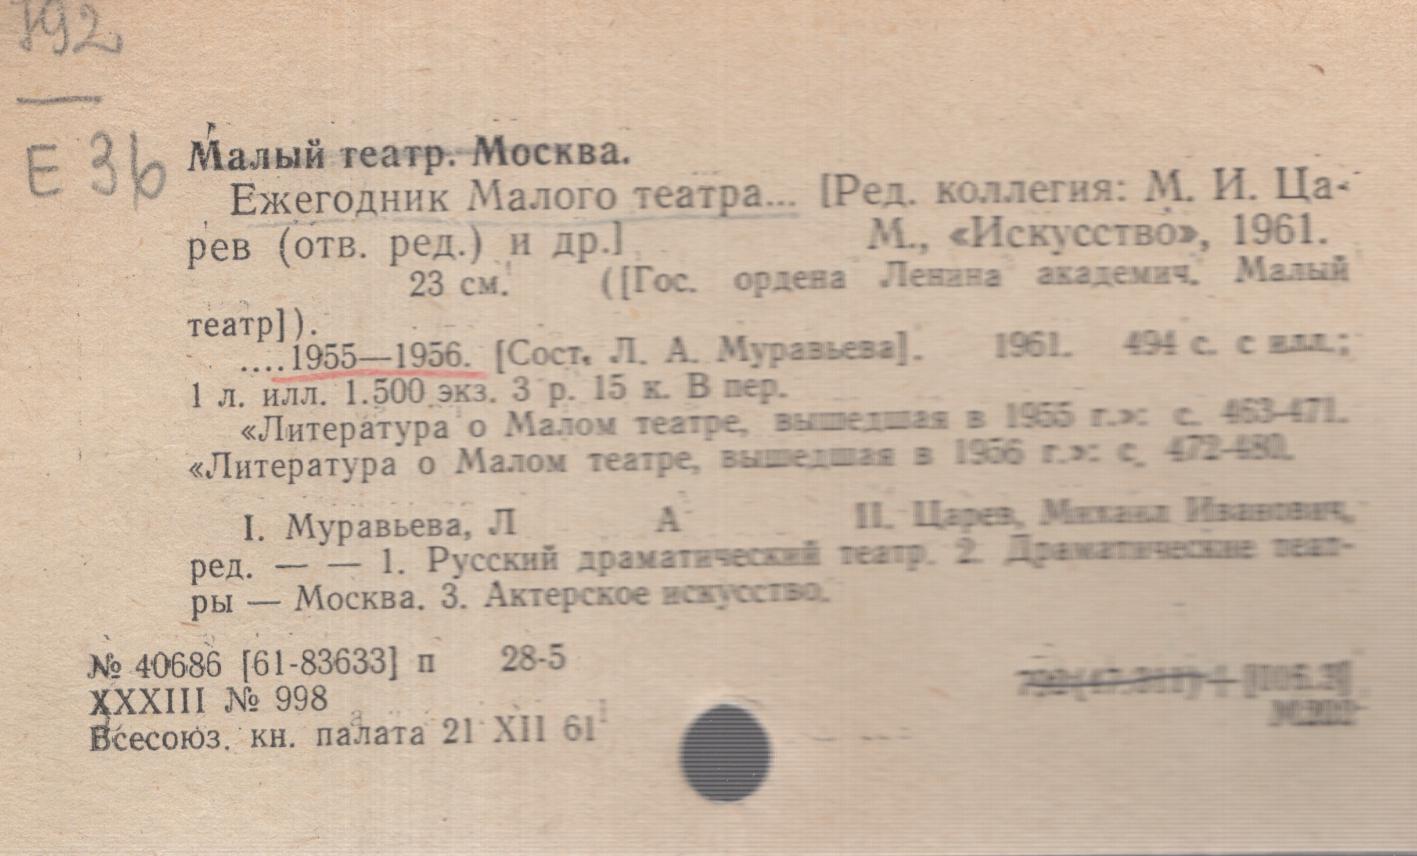 792
Е 36
Малый театр. Москва.
Ежегодник Малого театра... [Ред. коллегия: М. И. Ца-
рев (отв. ред.) и др.] М., «Искусство», 1961.
23 см. ([Гос. ордена Ленина академич. Малый
театр]).
....1955—1956. [Сост. Л. А. Муравьева]. 1961. 494 с. с илл.;
1 л. илл. 1.500 экз. 3 р. 15 к. В пер.
«Литература о Малом театре, вышедшая в 1955 г.»: с. 463-471.
«Литература о Малом театре, вышедшая в 1956 г.»: с. 472-480.
I. Муравьева, Л А II. Царев, Михаил Иванович,
ред. — — 1. Русский драматический театр. 2. Драматические теат-
ры — Москва. 3. Актерское искусство.
№ 40686 [61-83633] п 28-5
XXXIII № 998
Всесоюз. кн. палата 21 XII 61